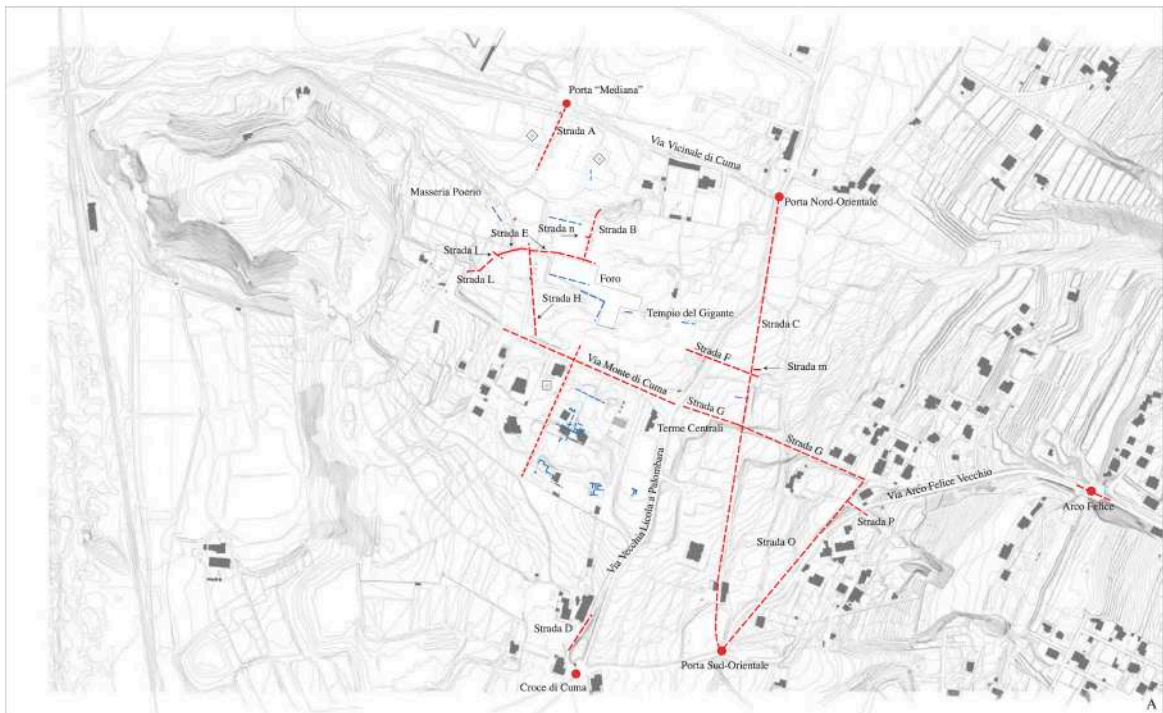 Porta "Mediana"
Strada A
Via Vicinale di Cuma
Masseria Poerio
Porta Nord-Orientale
Strada E
Strada n
Strada B
Strada I
Strada L
Foro
Strada H
Tempio del Gigante
Strada C
Strada F
Strada m
Via Monte di Cuma
Strada G
Terme Centrali
Strada G
Via Arco Felice Vecchio
Arco Felice
Via Vecchia Licola a Palombara
Strada P
Strada O
Strada D
Porta Sud-Orientale
Croce di Cuma
A